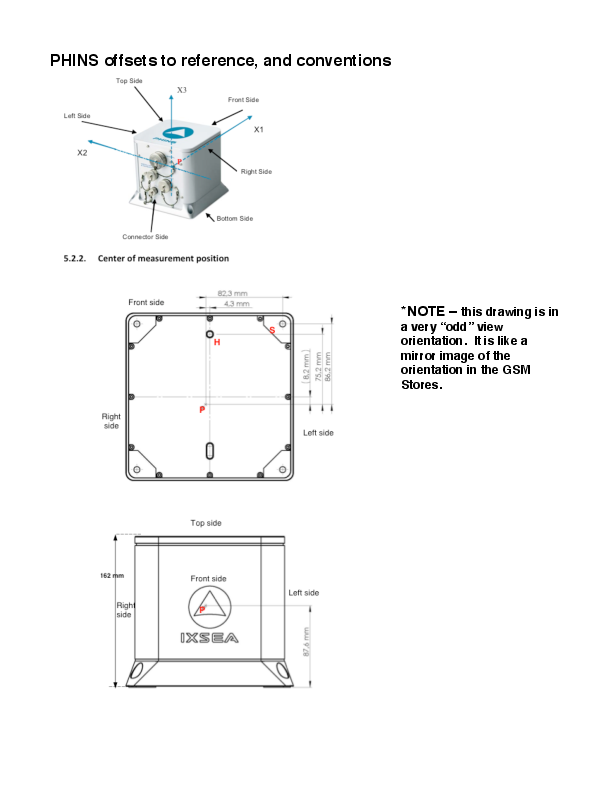 PHINS offsets to reference, and conventions
Top Side
X3
Front Side
Left Side
X1
X2
P
Right Side
Bottom Side
Connector Side
5.2.2. Center of measurement position
82,3 mm
4,3 mm
Front side
S
H
P
( 8,2 mm )
75,2 mm
86,2 mm
Right
side
Left side
*NOTE – this drawing is in
a very “odd” view
orientation. It is like a
mirror image of the
orientation in the GSM
Stores.
Top side
162 mm
Front side
Left side
Right
side
P
IXSEA
87,6 mm